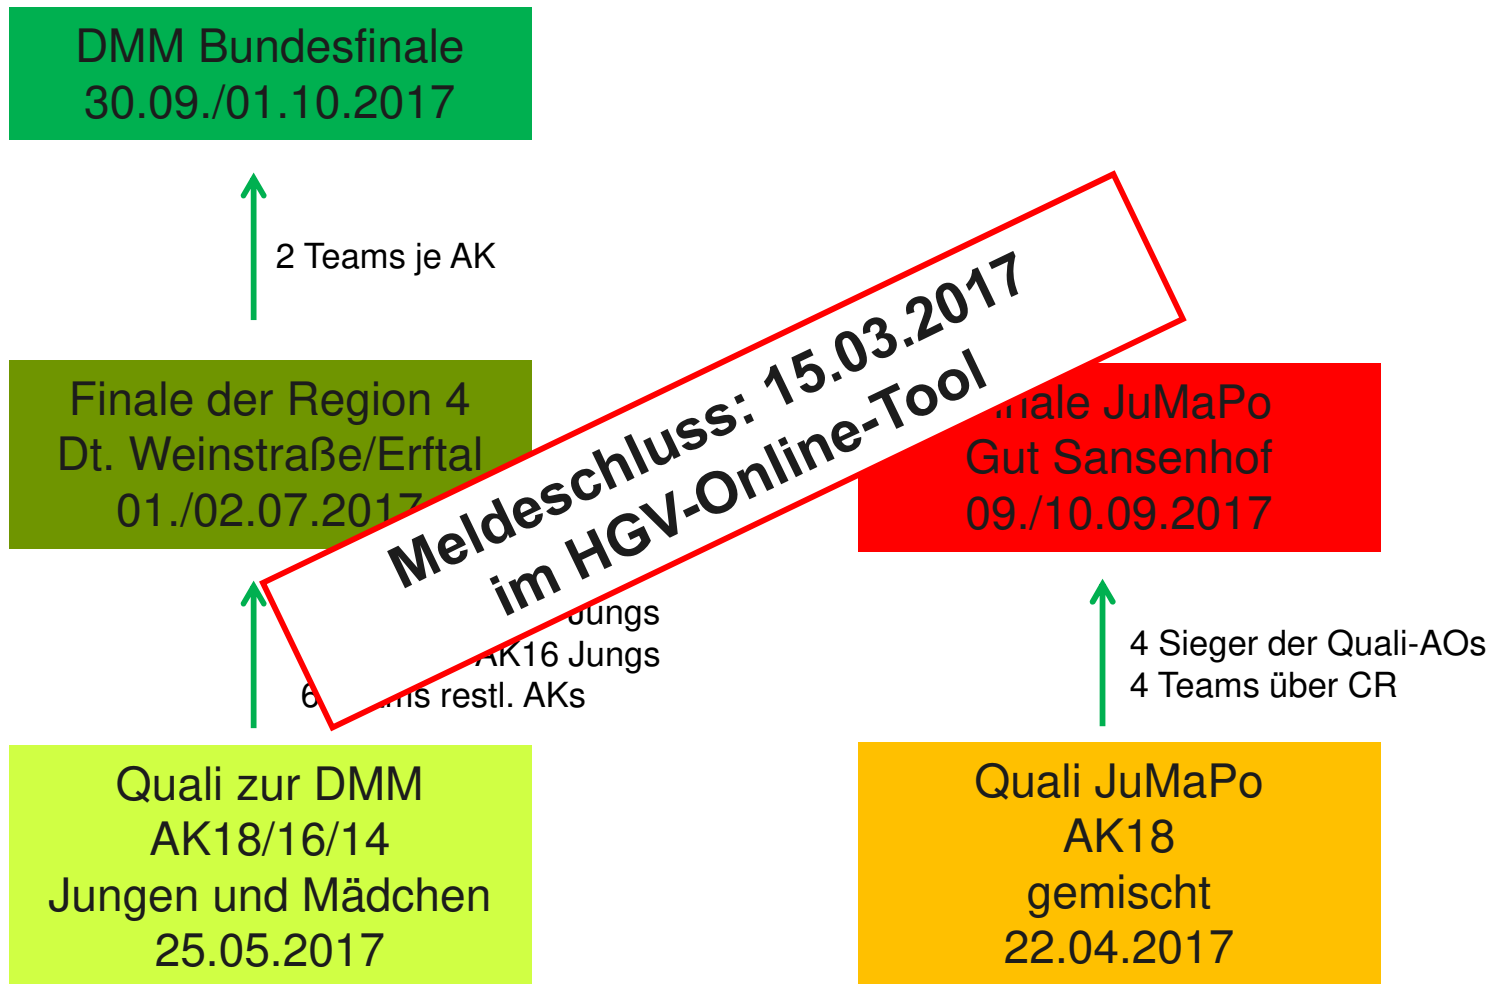 DMM Bundesfinale
30.09./01.10.2017
2 Teams je AK
Finale der Region 4
Dt. Weinstraße/Erftal
01./02.07.2017
Meldeschluss: 15.03.2017
im HGV-Online-Tool
JuMaPo
Gut Sansenhof
09./10.09.2017
Jungs
AK16 Jungs
6 restl. AKs
4 Sieger der Quali-AOs
4 Teams über CR
Quali zur DMM
AK18/16/14
Jungen und Mädchen
25.05.2017
Quali JuMaPo
AK18
gemischt
22.04.2017